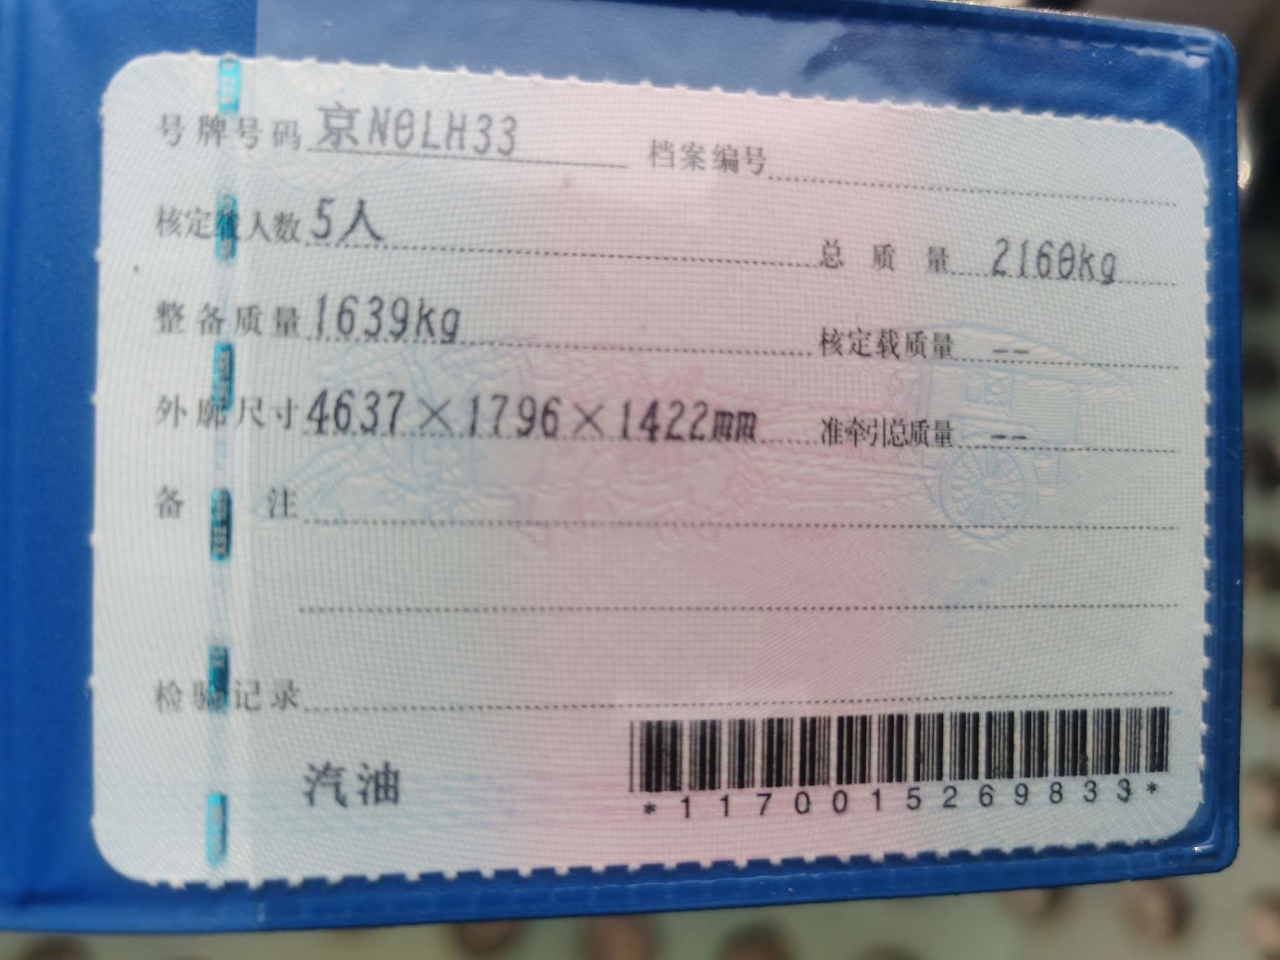 号牌号码 京N0LH33 档案编号
核定载人数 5人 总质量 2160kg
整备质量 1639kg 核定载质量 --
外廓尺寸 4637×1796×1422mm 准牵引总质量 --
备注
检验记录
汽油
*1170015269833*